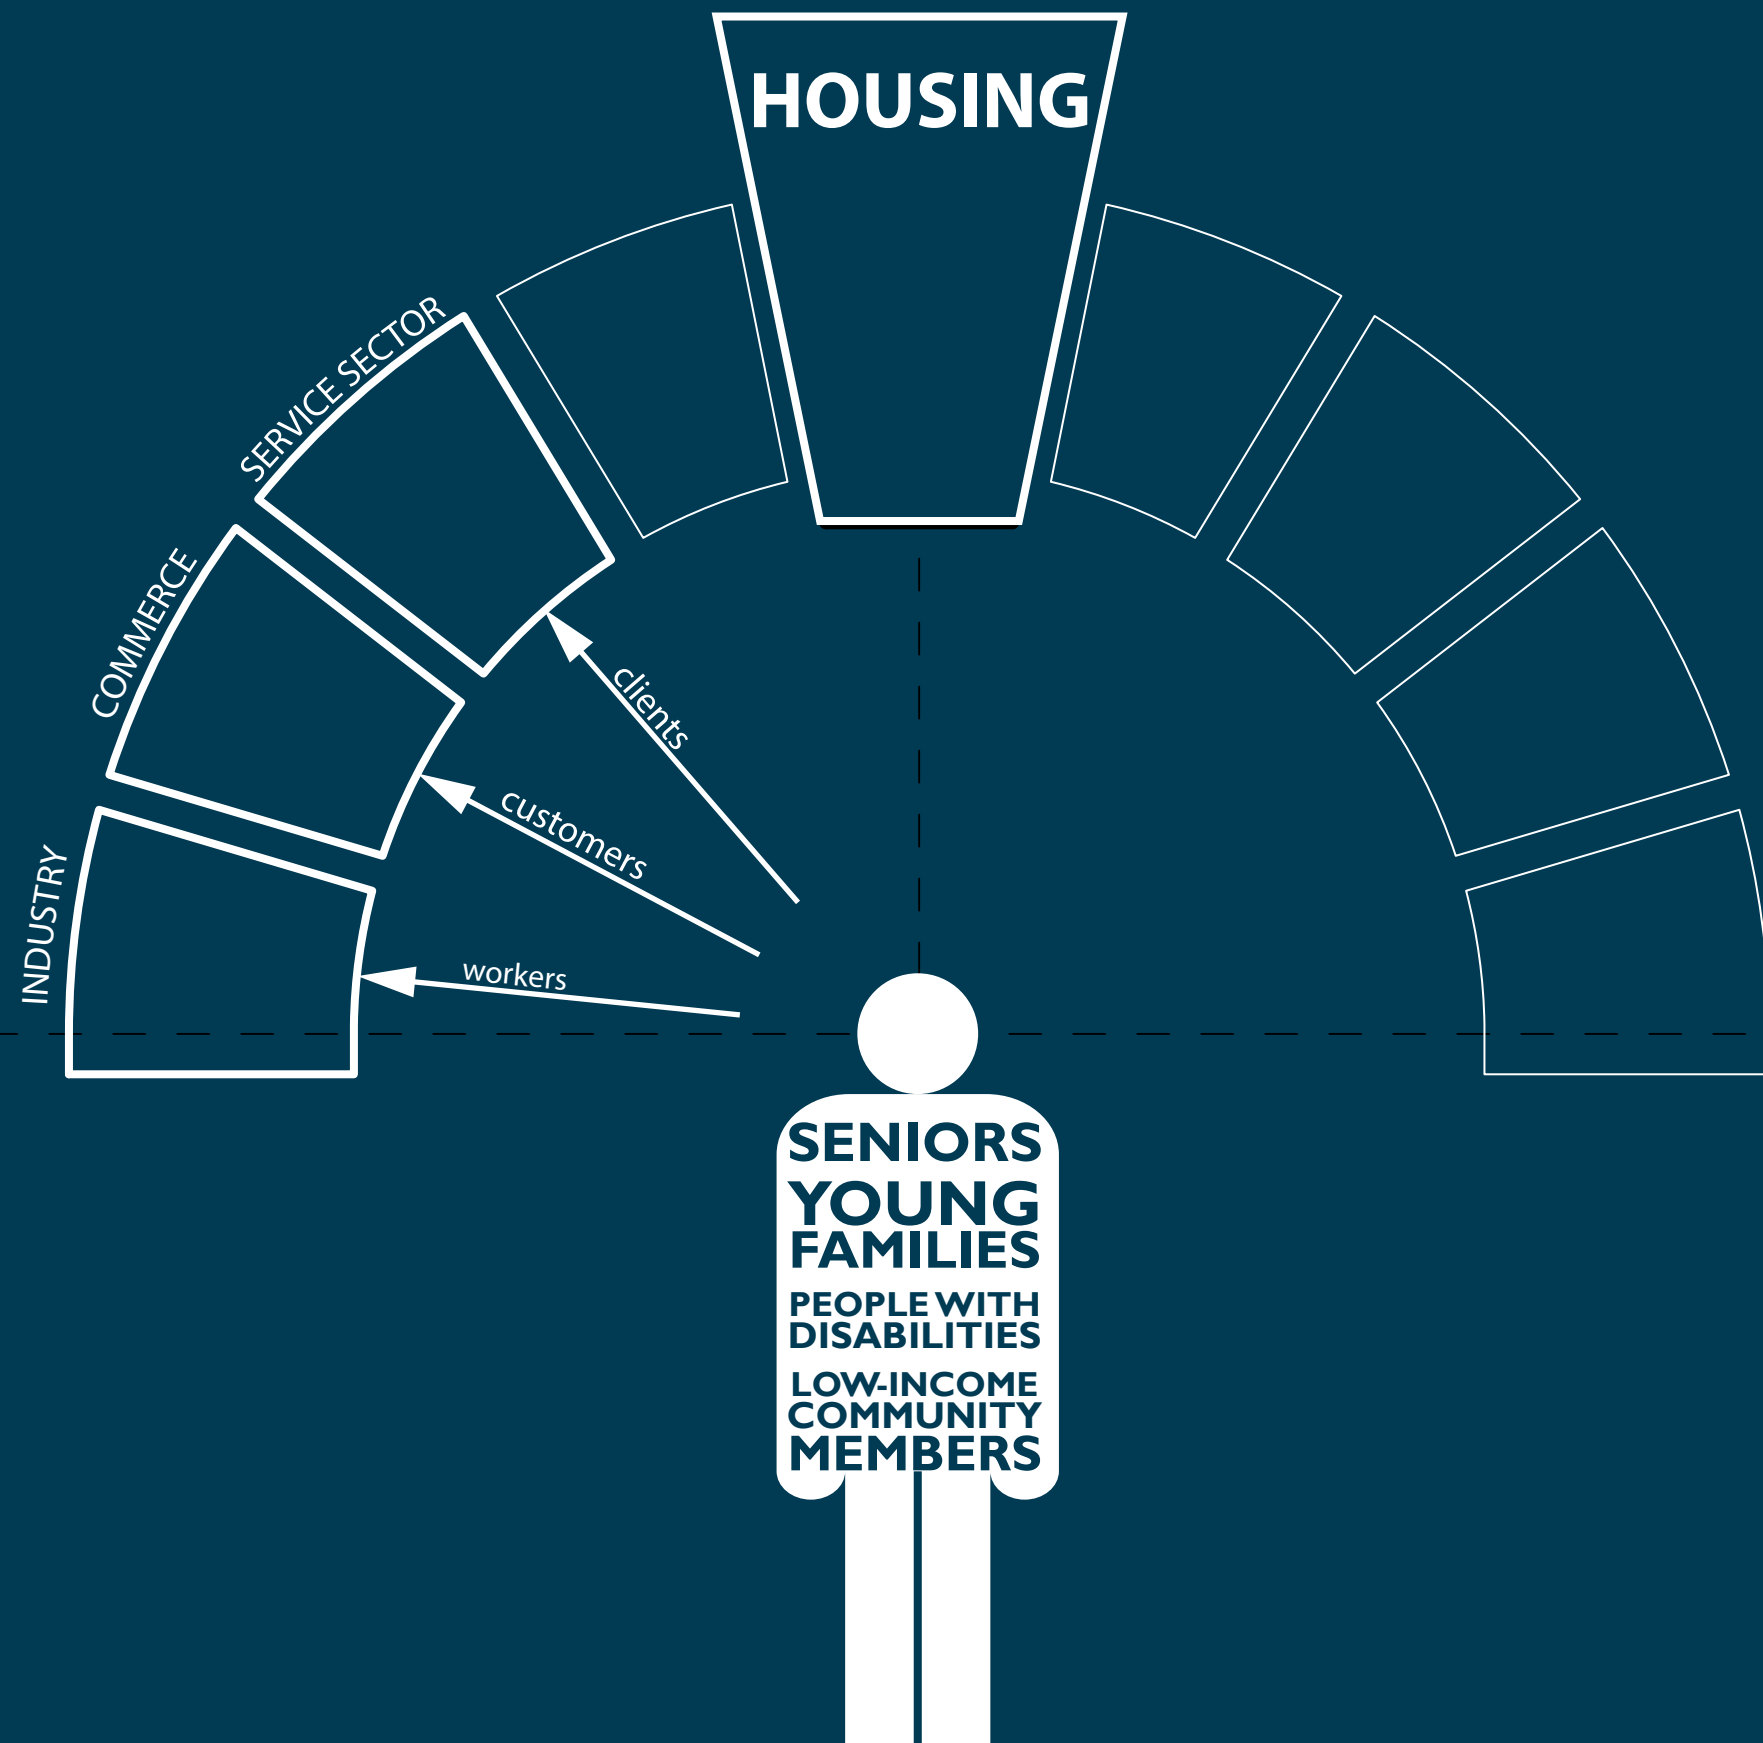 HOUSING
SERVICE SECTOR
COMMERCE
INDUSTRY
clients
customers
workers
SENIORS
YOUNG
FAMILIES
PEOPLE WITH
DISABILITIES
LOW-INCOME
COMMUNITY
MEMBERS